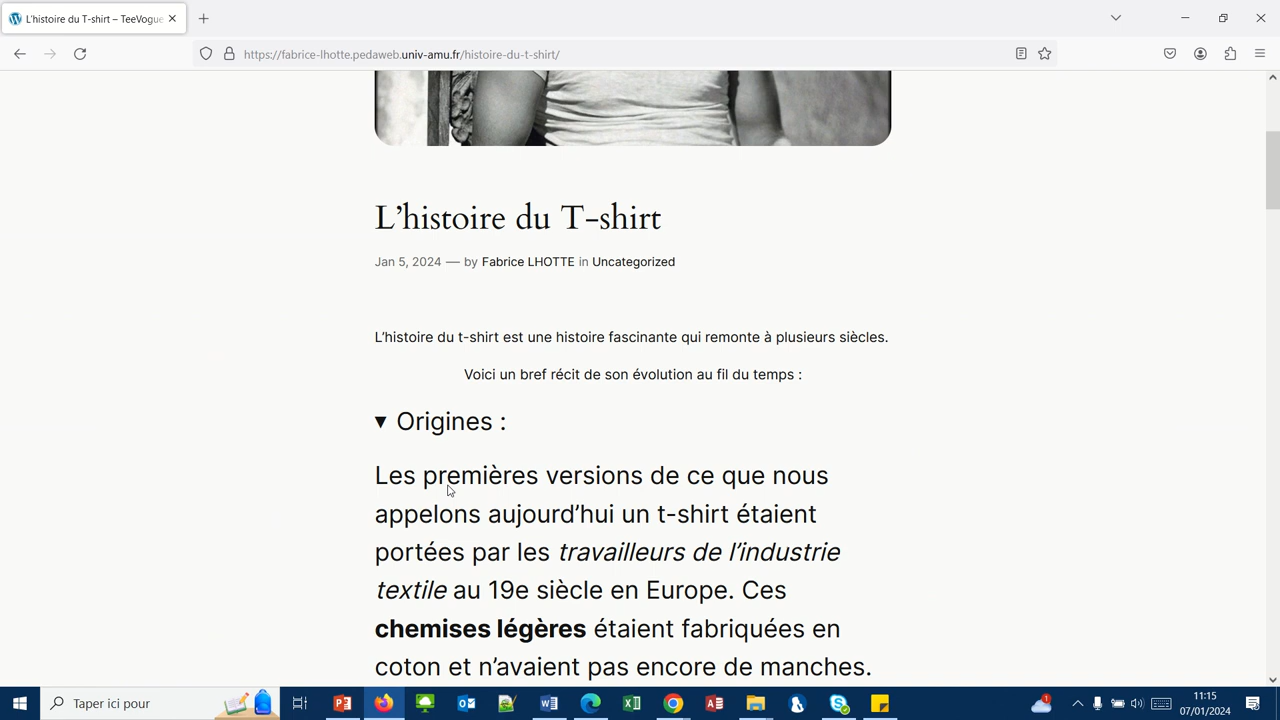 L'histoire du T-shirt – TeeVogue
https://fabrice-lhotte.pedaweb.univ-amu.fr/histoire-du-t-shirt/
L'histoire du T-shirt
Jan 5, 2024 — by Fabrice LHOTTE in Uncategorized
L'histoire du t-shirt est une histoire fascinante qui remonte à plusieurs siècles.
Voici un bref récit de son évolution au fil du temps :
▼ Origines :
Les premières versions de ce que nous
appelons aujourd'hui un t-shirt étaient
portées par les travailleurs de l'industrie
textile au 19e siècle en Europe. Ces
chemises légères étaient fabriquées en
coton et n'avaient pas encore de manches.
Taper ici pour
11:15
07/01/2024